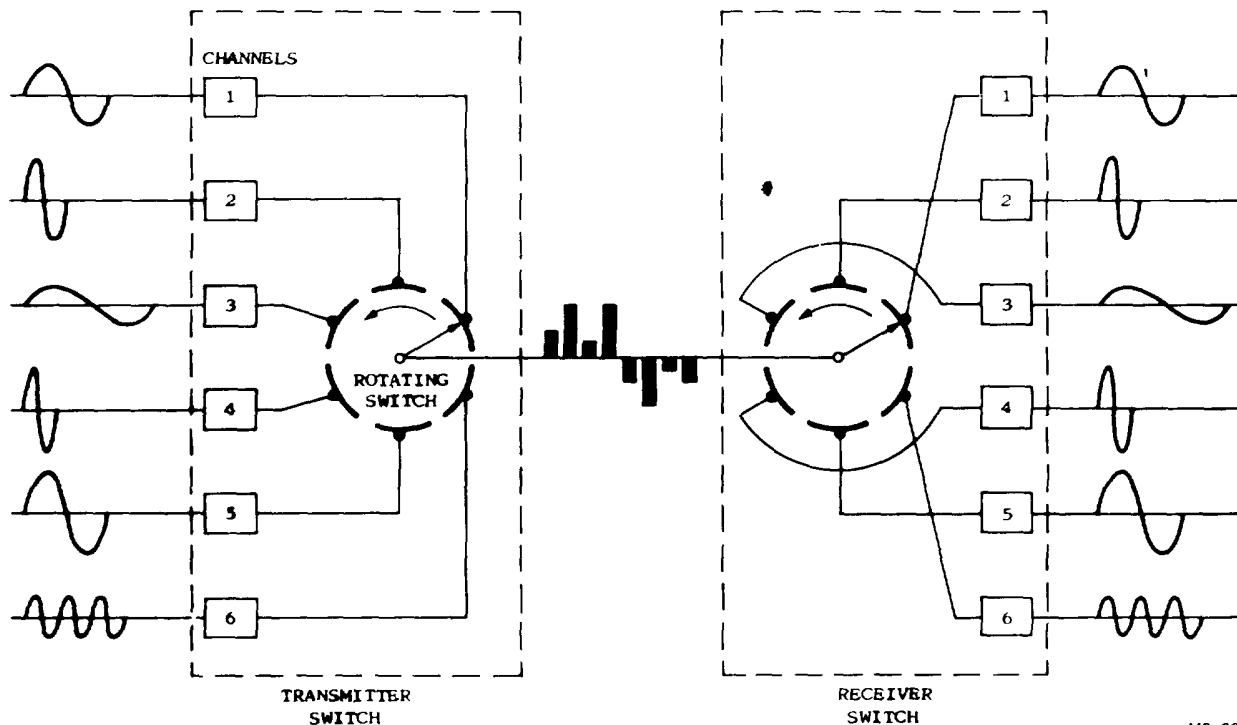 CHANNELS
1
2
3
4
5
6
ROTATING
SWITCH
1
2
3
4
5
6
TRANSMITTER
SWITCH
RECEIVER
SWITCH